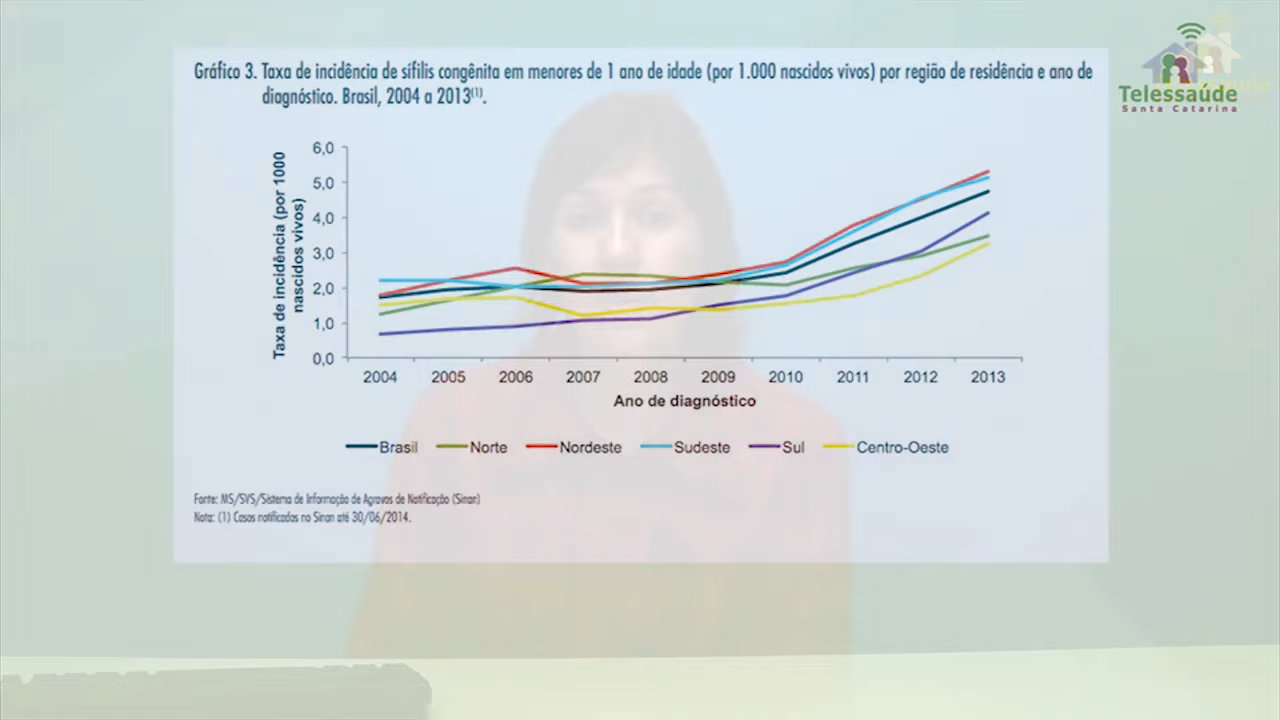 Gráfico 3. Taxa de incidência de sífilis congênita em menores de 1 ano de idade (por 1.000 nascidos vivos) por região de residência e ano de
diagnóstico. Brasil, 2004 a 2013(1).
Telessaúde
Santa Catarina
Taxa de incidência (por 1000
nascidos vivos)
6,0
5,0
4,0
3,0
2,0
1,0
0,0
2004 2005 2006 2007 2008 2009 2010 2011 2012 2013
Ano de diagnóstico
Brasil Norte Nordeste Sudeste Sul Centro-Oeste
Fonte: MS/SVS/Sistema de Informação de Agravos de Notificação (Sinan)
Nota: (1) Casos notificados no Sinan até 30/06/2014.